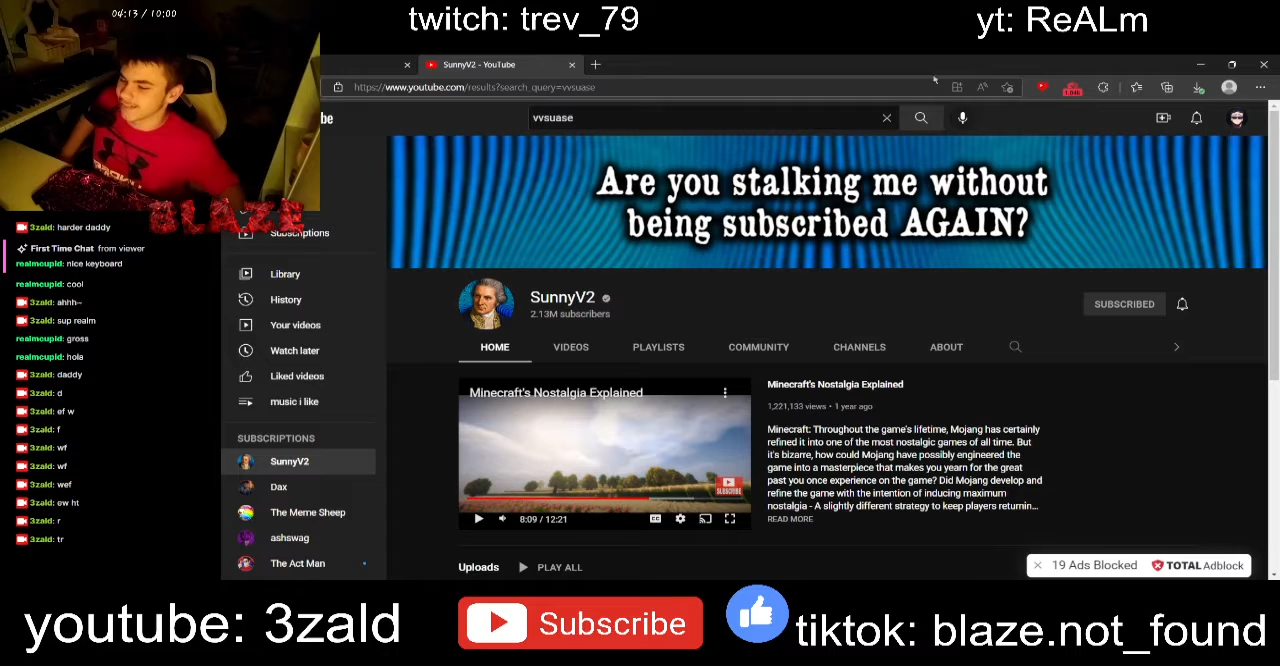 04:13 / 10:00
twitch: trev_79
yt: ReALm
SunnyV2 - YouTube
https://www.youtube.com/results?search_query=vvsuase
be
vvsuase
Are you stalking me without
being subscribed AGAIN?
BLAZE
3zald: harder daddy
First Time Chat from viewer
realmcupid: nice keyboard
realmcupid: cool
3zald: ahhh~
3zald: sup realm
realmcupid: gross
realmcupid: hola
3zald: daddy
3zald: d
3zald: ef w
3zald: f
3zald: wf
3zald: wf
3zald: wef
3zald: ew ht
3zald: r
3zald: tr
Subscriptions
Library
History
Your videos
Watch later
Liked videos
music i like
SUBSCRIPTIONS
SunnyV2
Dax
The Meme Sheep
ashswag
The Act Man
SunnyV2
2.13M subscribers
SUBSCRIBED
HOME
VIDEOS
PLAYLISTS
COMMUNITY
CHANNELS
ABOUT
Minecraft's Nostalgia Explained
SUBSCRIBE
8:09 / 12:21
Minecraft's Nostalgia Explained
1,221,133 views • 1 year ago
Minecraft: Throughout the game's lifetime, Mojang has certainly
refined it into one of the most nostalgic games of all time. But
it's bizarre, how could Mojang have possibly engineered the
game into a masterpiece that makes you yearn for the great
past you once experience on the game? Did Mojang develop and
refine the game with the intention of inducing maximum
nostalgia - A slightly different strategy to keep players returnin...
READ MORE
Uploads
PLAY ALL
19 Ads Blocked
TOTAL Adblock
youtube: 3zald
Subscribe
tiktok: blaze.not_found